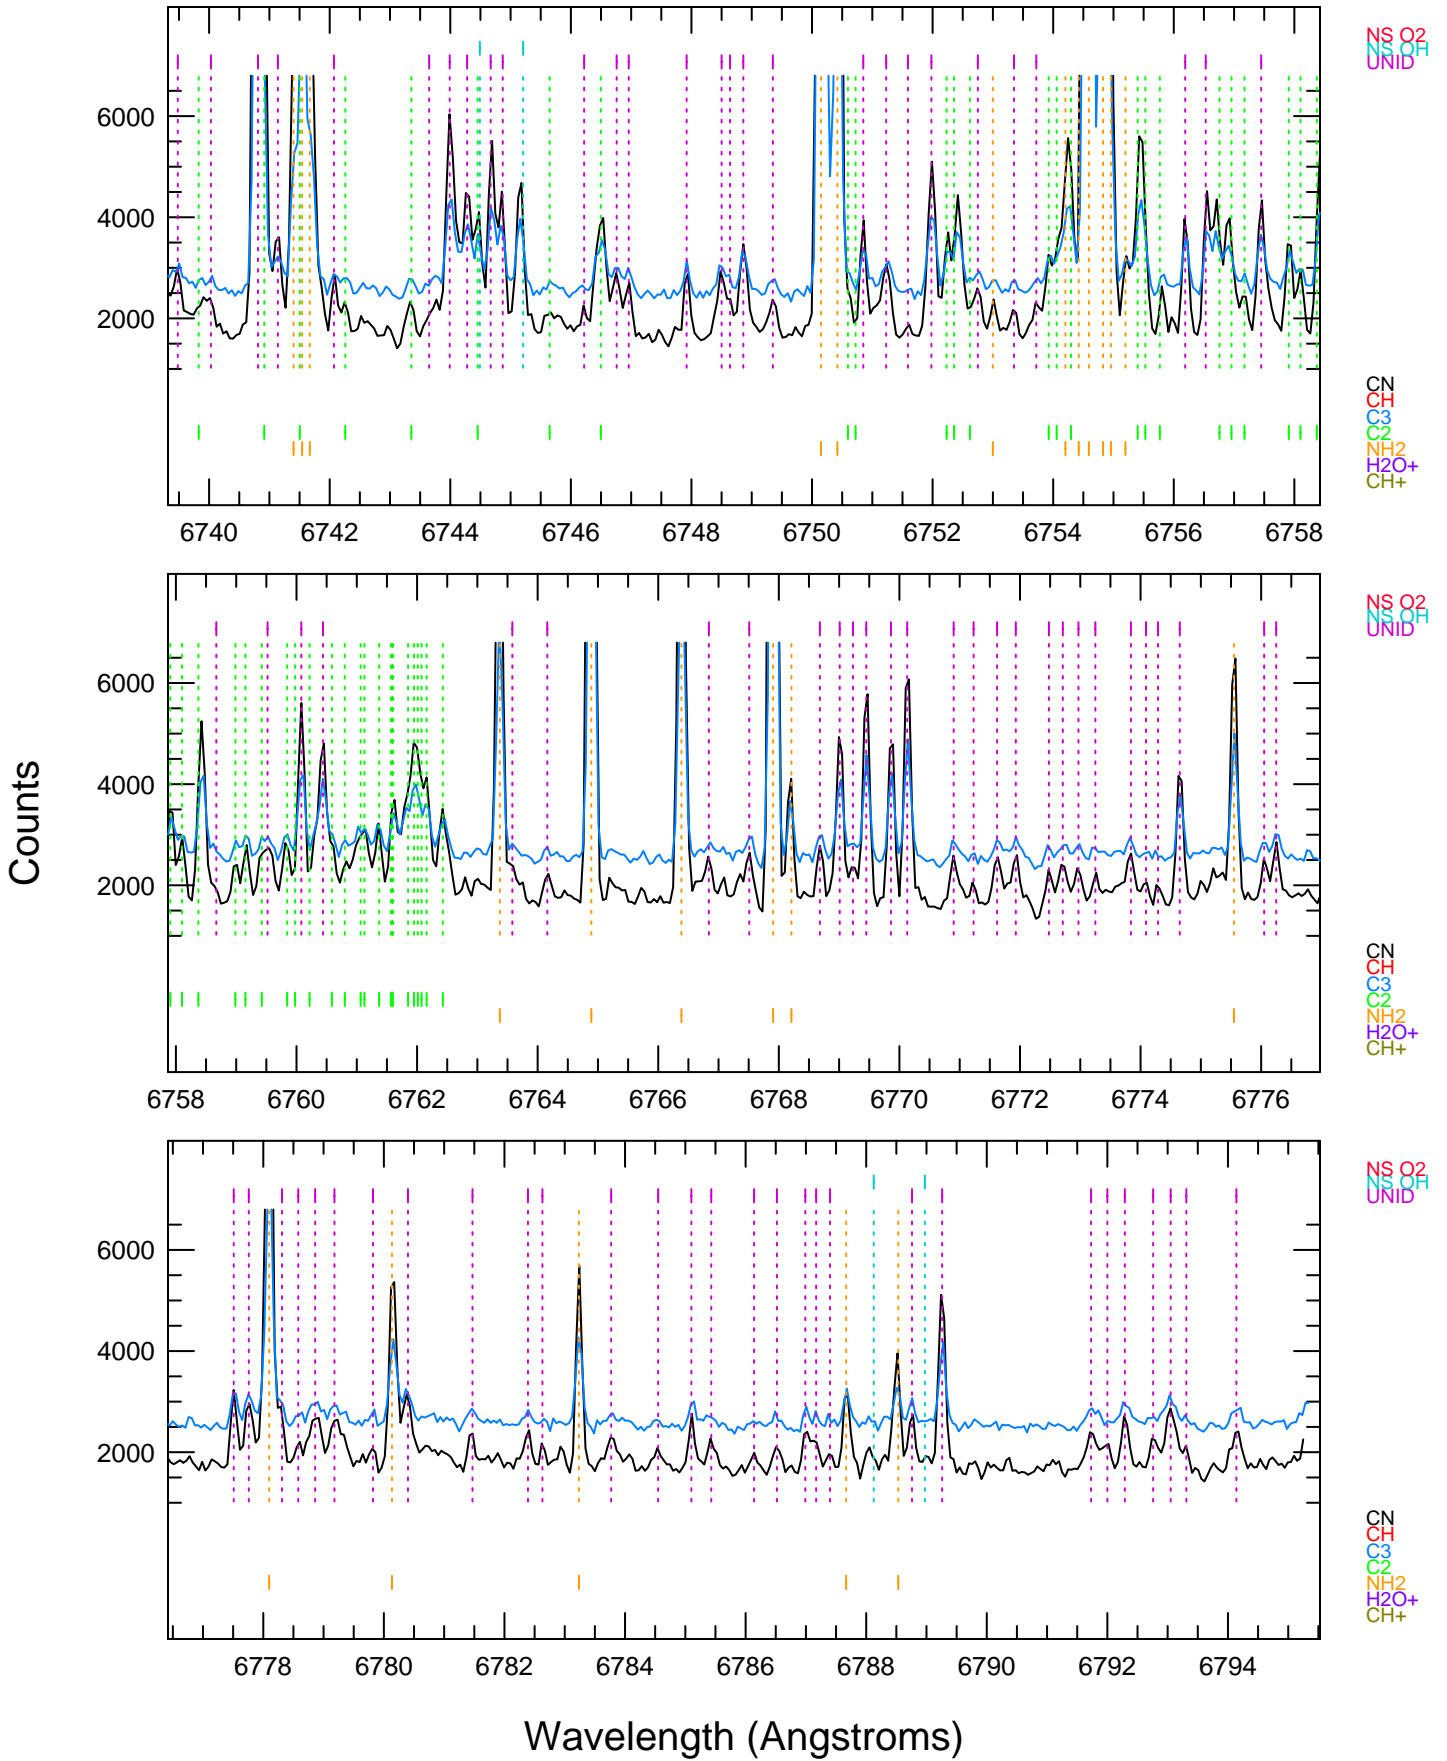 NS O2
NS OH
UNID
6000
4000
2000
CN
CH
C3
C2
NH2
H2O+
CH+
6740 6742 6744 6746 6748 6750 6752 6754 6756 6758
NS O2
NS OH
UNID
6000
4000
2000
Counts
CN
CH
C3
C2
NH2
H2O+
CH+
6758 6760 6762 6764 6766 6768 6770 6772 6774 6776
NS O2
NS OH
UNID
6000
4000
2000
CN
CH
C3
C2
NH2
H2O+
CH+
6778 6780 6782 6784 6786 6788 6790 6792 6794
Wavelength (Angstroms)